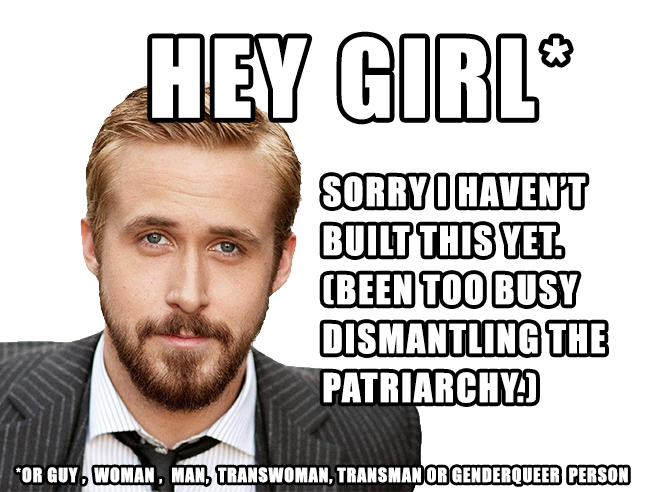 HEY GIRL*
SORRY I HAVEN'T
BUILT THIS YET.
(BEEN TOO BUSY
DISMANTLING THE
PATRIARCHY.)
*OR GUY, WOMAN, MAN, TRANSWOMAN, TRANSMAN OR GENDERQUEER PERSON